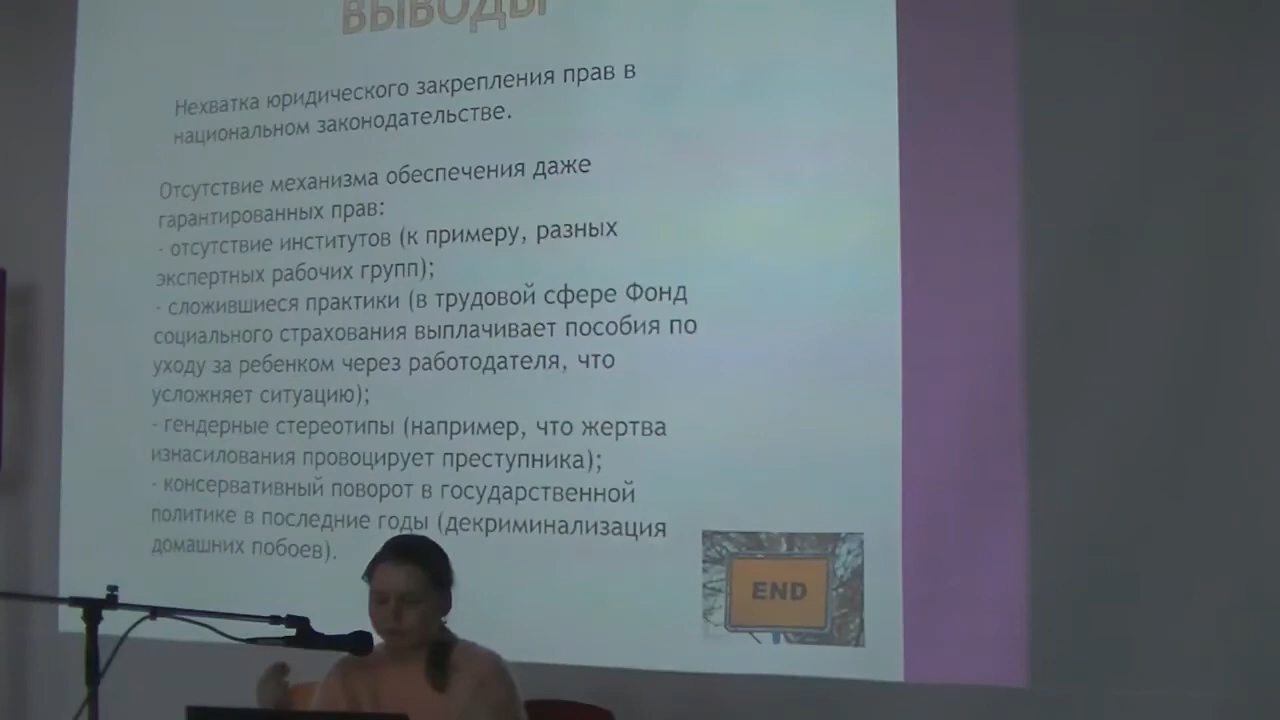 ВЫВОДЫ
Нехватка юридического закрепления прав в
национальном законодательстве.
Отсутствие механизма обеспечения даже
гарантированных прав:
- отсутствие институтов (к примеру, разных
экспертных рабочих групп);
- сложившиеся практики (в трудовой сфере Фонд
социального страхования выплачивает пособия по
уходу за ребенком через работодателя, что
усложняет ситуацию);
- гендерные стереотипы (например, что жертва
изнасилования провоцирует преступника);
- консервативный поворот в государственной
политике в последние годы (декриминализация
домашних побоев).
END